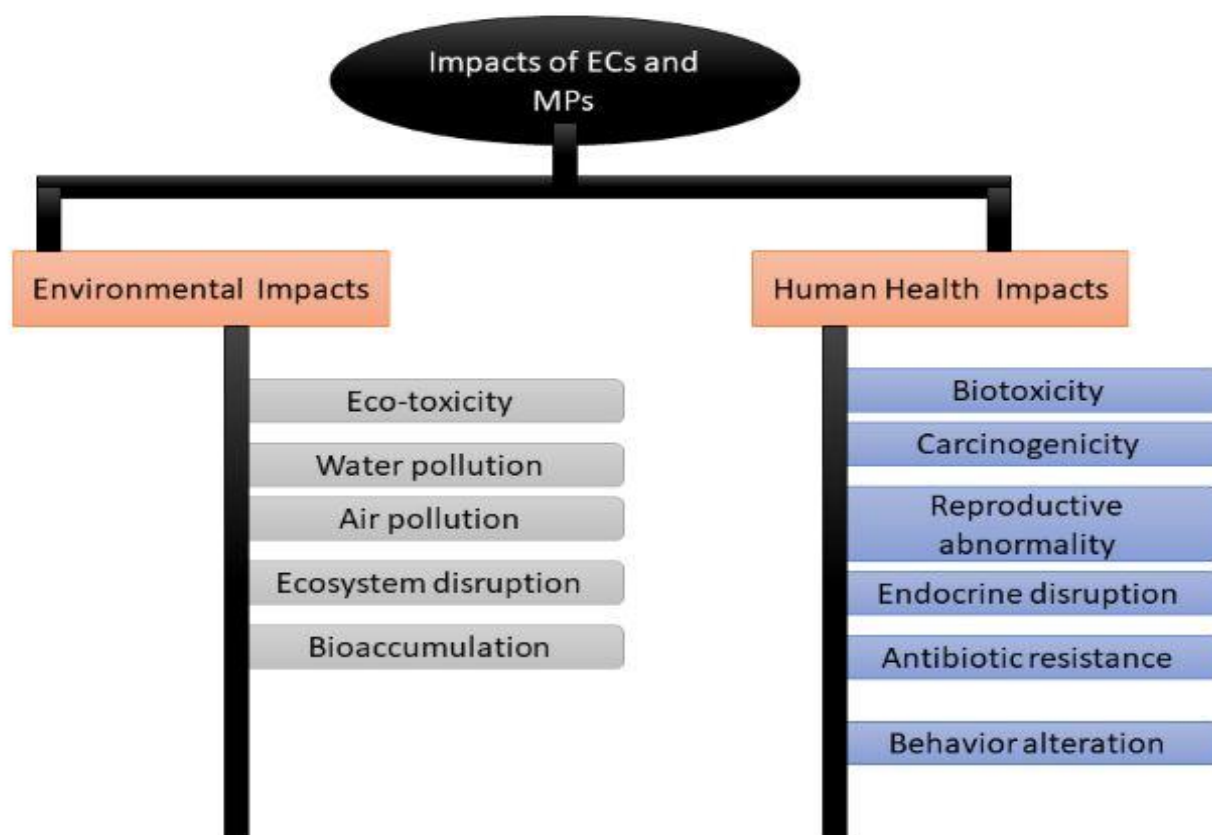 Impacts of ECs and
MPs
Environmental Impacts
Human Health Impacts
Eco-toxicity
Water pollution
Air pollution
Ecosystem disruption
Bioaccumulation
Biotoxicity
Carcinogenicity
Reproductive
abnormality
Endocrine disruption
Antibiotic resistance
Behavior alteration